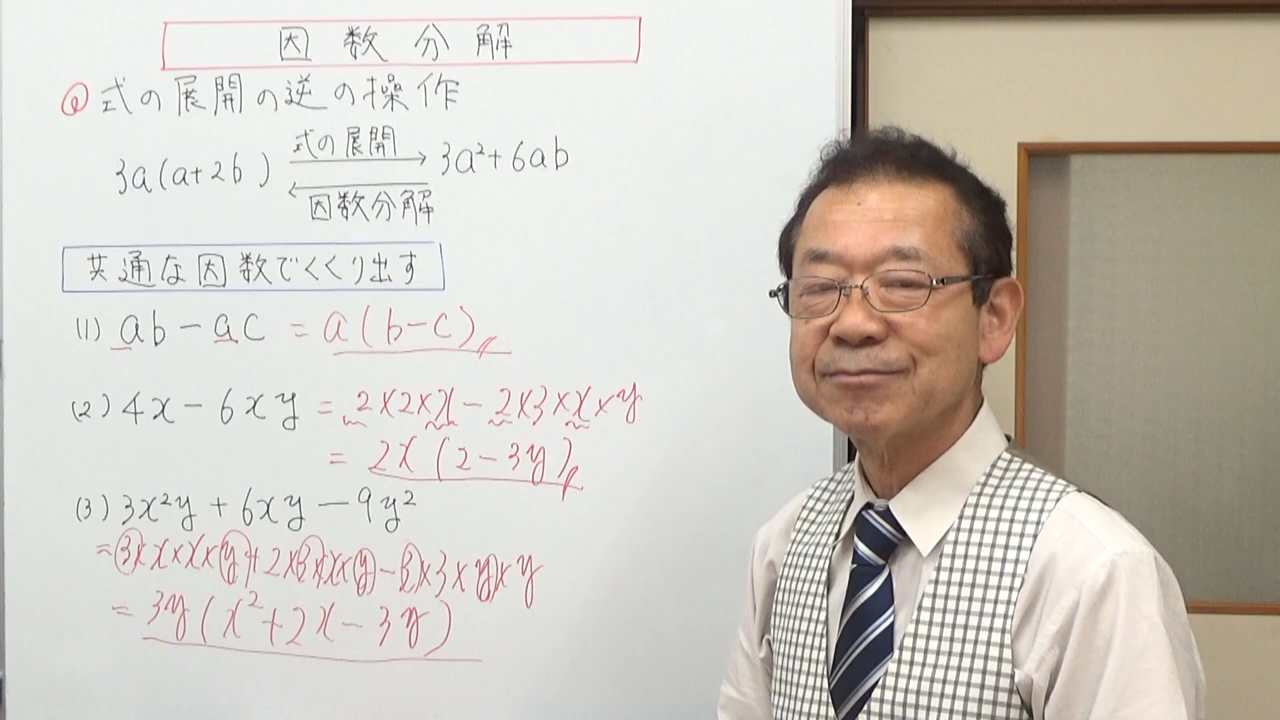 因数分解
◎式の展開の逆の操作
式の展開
3a(a+2b) → 3a²+6ab
←
因数分解
共通な因数でくくり出す
(1) ab-ac = a(b-c)
(2) 4x-6xy = 2×2×x-2×3×x×y
= 2x(2-3y)
(3) 3x²y+6xy-9y²
=3×x×x×y+2×3×x×y-3×3×y×y
= 3y(x²+2x-3y)